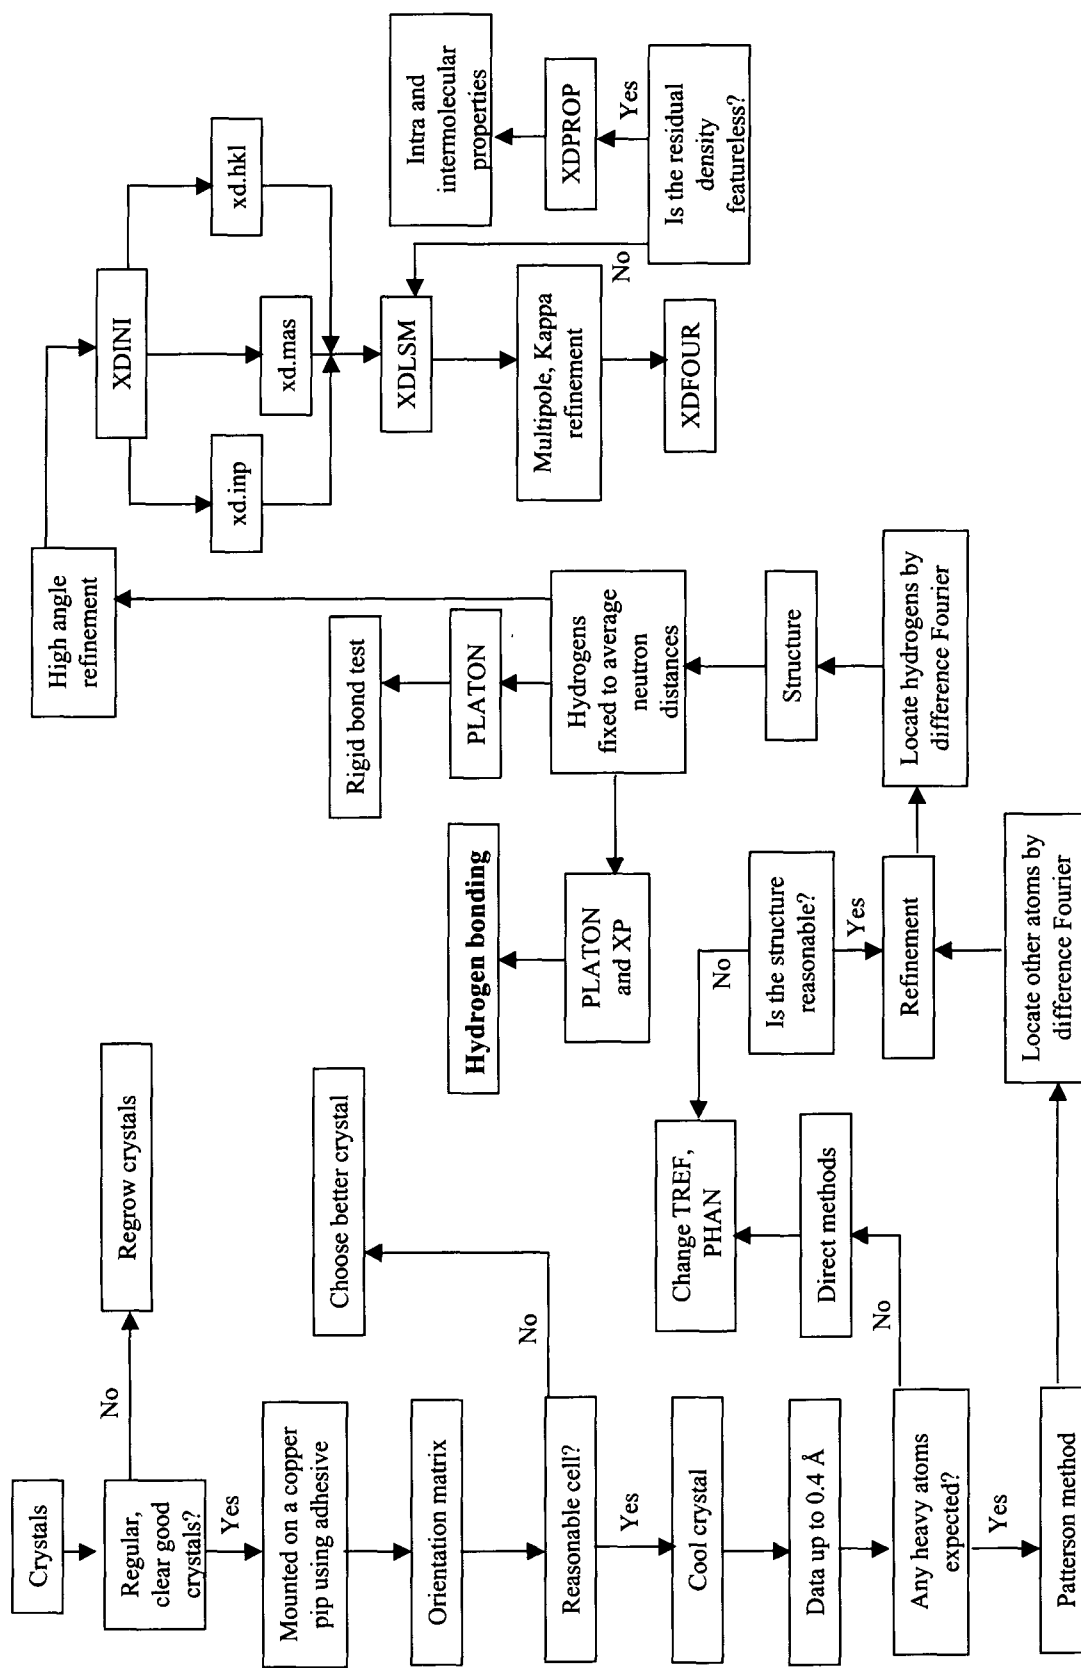 Crystals
Regular,
clear good
crystals?
No
Regrow crystals
Yes
Mounted on a copper
pip using adhesive
Orientation matrix
Reasonable cell?
No
Choose better crystal
Yes
Cool crystal
Data up to 0.4 Å
Any heavy atoms
expected?
No
Direct methods
Change TREF,
PHAN
Yes
Patterson method
Locate other atoms by
difference Fourier
Refinement
Is the structure
reasonable?
No
Yes
Locate hydrogens by
difference Fourier
Structure
Hydrogens
fixed to average
neutron
distances
PLATON
and XP
Hydrogen bonding
PLATON
Rigid bond test
High angle
refinement
XDINI
xd.inp
xd.mas
xd.hkl
XDLSM
Multipole, Kappa
refinement
XDFOUR
Is the residual
density
featureless?
No
Yes
XDPROP
Intra and
intermolecular
properties